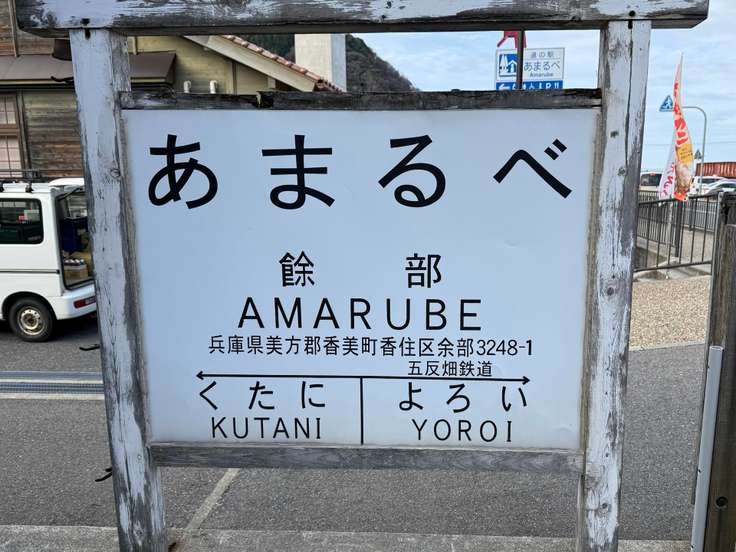 道の駅
あまるべ
Amarube
あまるべ
餘部
AMARUBE
兵庫県美方郡香美町香住区余部3248-1
五反畑鉄道
くたに
よろい
KUTANI
YOROI